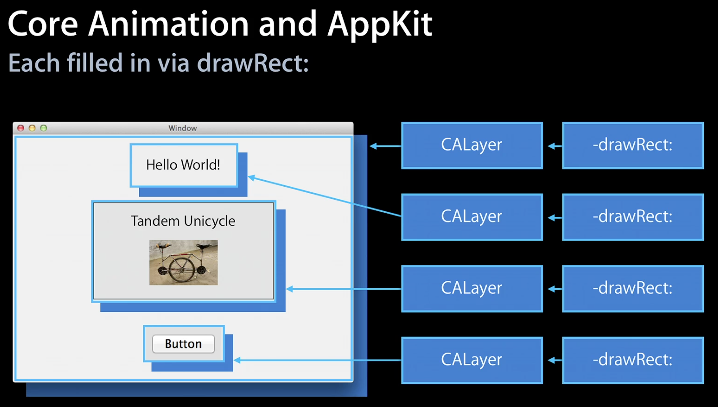 Core Animation and AppKit
Each filled in via drawRect:
Window
Hello World!
Tandem Unicycle
Button
CALayer
-drawRect:
CALayer
-drawRect:
CALayer
-drawRect:
CALayer
-drawRect: